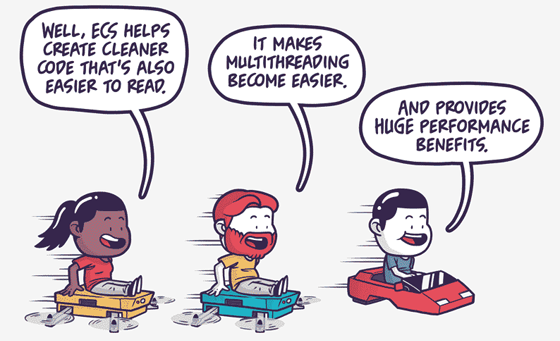 WELL, ECS HELPS
CREATE CLEANER
CODE THAT'S ALSO
EASIER TO READ.
IT MAKES
MULTITHREADING
BECOME EASIER.
AND PROVIDES
HUGE PERFORMANCE
BENEFITS.